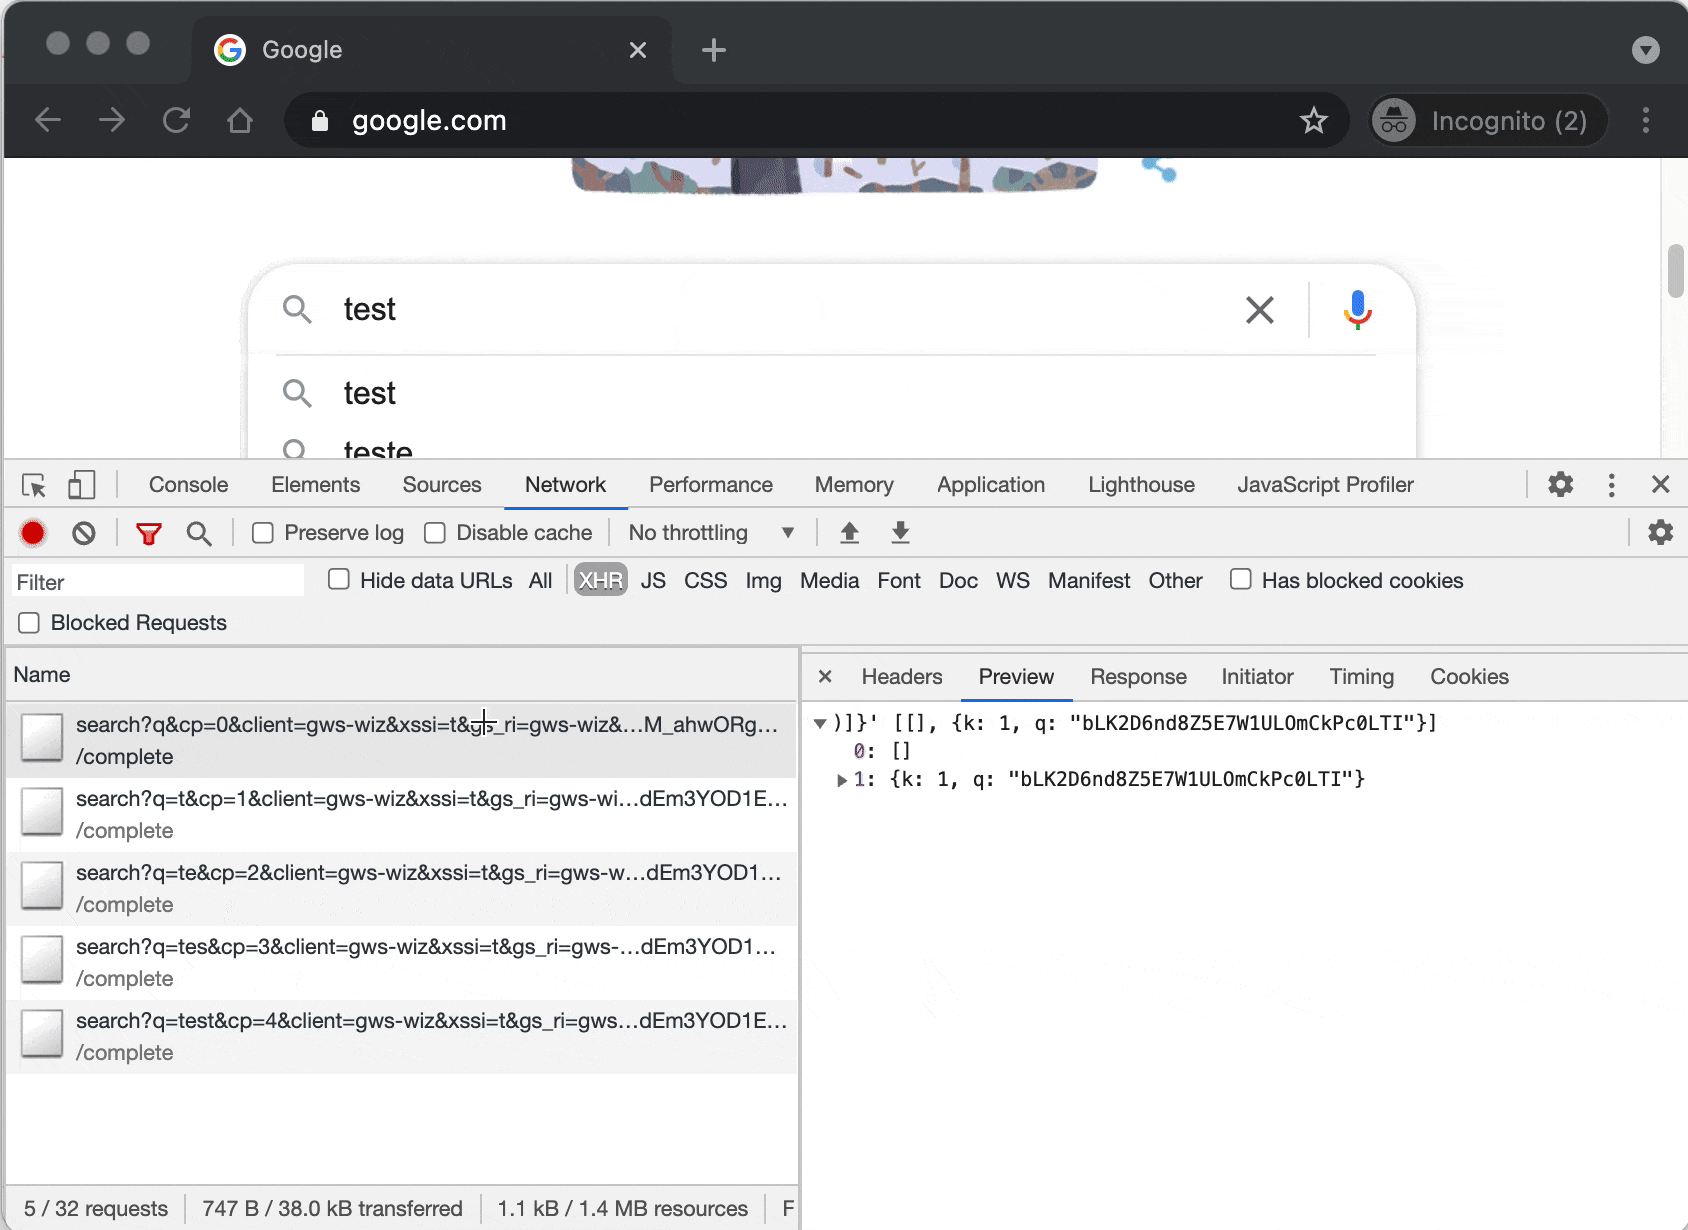 Google
google.com
Incognito (2)
test
test
teste
Console Elements Sources Network Performance Memory Application Lighthouse JavaScript Profiler
Preserve log Disable cache No throttling
Filter Hide data URLs All XHR JS CSS Img Media Font Doc WS Manifest Other Has blocked cookies
Blocked Requests
Name
Headers Preview Response Initiator Timing Cookies
search?q&cp=0&client=gws-wiz&xssi=t&gs_ri=gws-wiz&…M_ahwORg…
/complete
search?q=t&cp=1&client=gws-wiz&xssi=t&gs_ri=gws-wi…dEm3YOD1E…
/complete
search?q=te&cp=2&client=gws-wiz&xssi=t&gs_ri=gws-w…dEm3YOD1…
/complete
search?q=tes&cp=3&client=gws-wiz&xssi=t&gs_ri=gws-…dEm3YOD1…
/complete
search?q=test&cp=4&client=gws-wiz&xssi=t&gs_ri=gws…dEm3YOD1E…
/complete
)]}' [[], {k: 1, q: "bLK2D6nd8Z5E7W1ULOmCkPc0LTI"}]
0: []
1: {k: 1, q: "bLK2D6nd8Z5E7W1ULOmCkPc0LTI"}
5 / 32 requests 747 B / 38.0 kB transferred 1.1 kB / 1.4 MB resources F